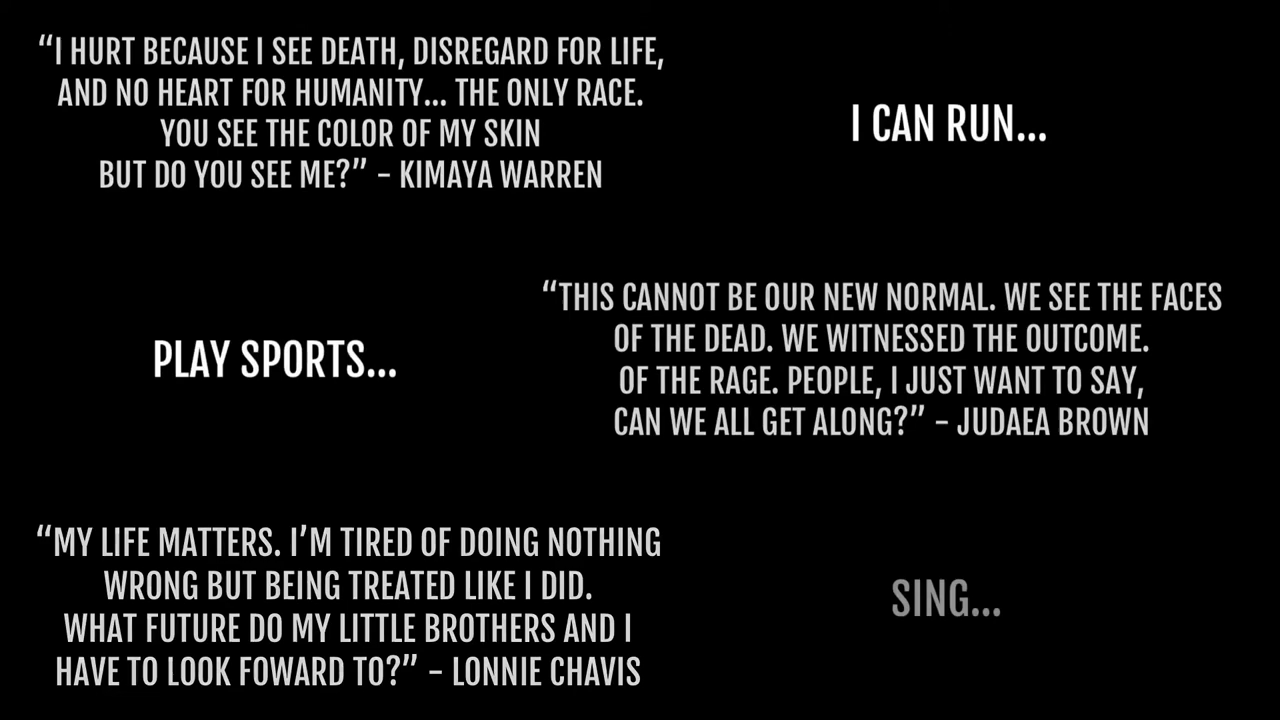 “I HURT BECAUSE I SEE DEATH, DISREGARD FOR LIFE,
AND NO HEART FOR HUMANITY... THE ONLY RACE.
YOU SEE THE COLOR OF MY SKIN
BUT DO YOU SEE ME?” - KIMAYA WARREN
I CAN RUN...
PLAY SPORTS...
“THIS CANNOT BE OUR NEW NORMAL. WE SEE THE FACES
OF THE DEAD. WE WITNESSED THE OUTCOME.
OF THE RAGE. PEOPLE, I JUST WANT TO SAY,
CAN WE ALL GET ALONG?” - JUDAEA BROWN
“MY LIFE MATTERS. I’M TIRED OF DOING NOTHING
WRONG BUT BEING TREATED LIKE I DID.
WHAT FUTURE DO MY LITTLE BROTHERS AND I
HAVE TO LOOK FOWARD TO?” - LONNIE CHAVIS
SING...